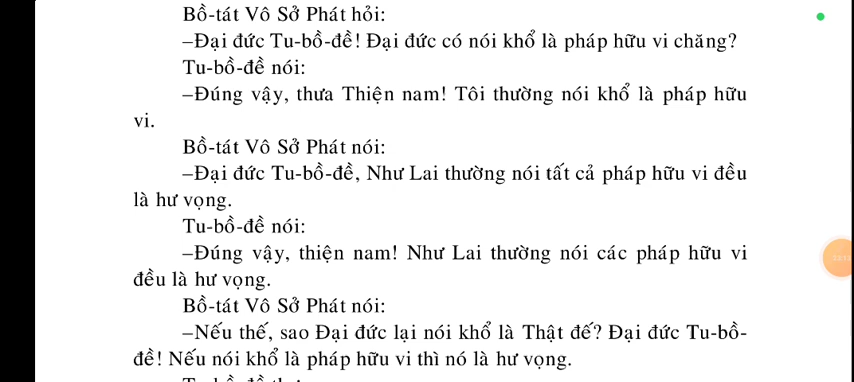 Bồ-tát Vô Sở Phát hỏi:
–Đại đức Tu-bồ-đề! Đại đức có nói khổ là pháp hữu vi chăng?
Tu-bồ-đề nói:
–Đúng vậy, thưa Thiện nam! Tôi thường nói khổ là pháp hữu
vi.
Bồ-tát Vô Sở Phát nói:
–Đại đức Tu-bồ-đề, Như Lai thường nói tất cả pháp hữu vi đều
là hư vọng.
Tu-bồ-đề nói:
–Đúng vậy, thiện nam! Như Lai thường nói các pháp hữu vi
đều là hư vọng.
Bồ-tát Vô Sở Phát nói:
–Nếu thế, sao Đại đức lại nói khổ là Thật đế? Đại đức Tu-bồ-
đề! Nếu nói khổ là pháp hữu vi thì nó là hư vọng.